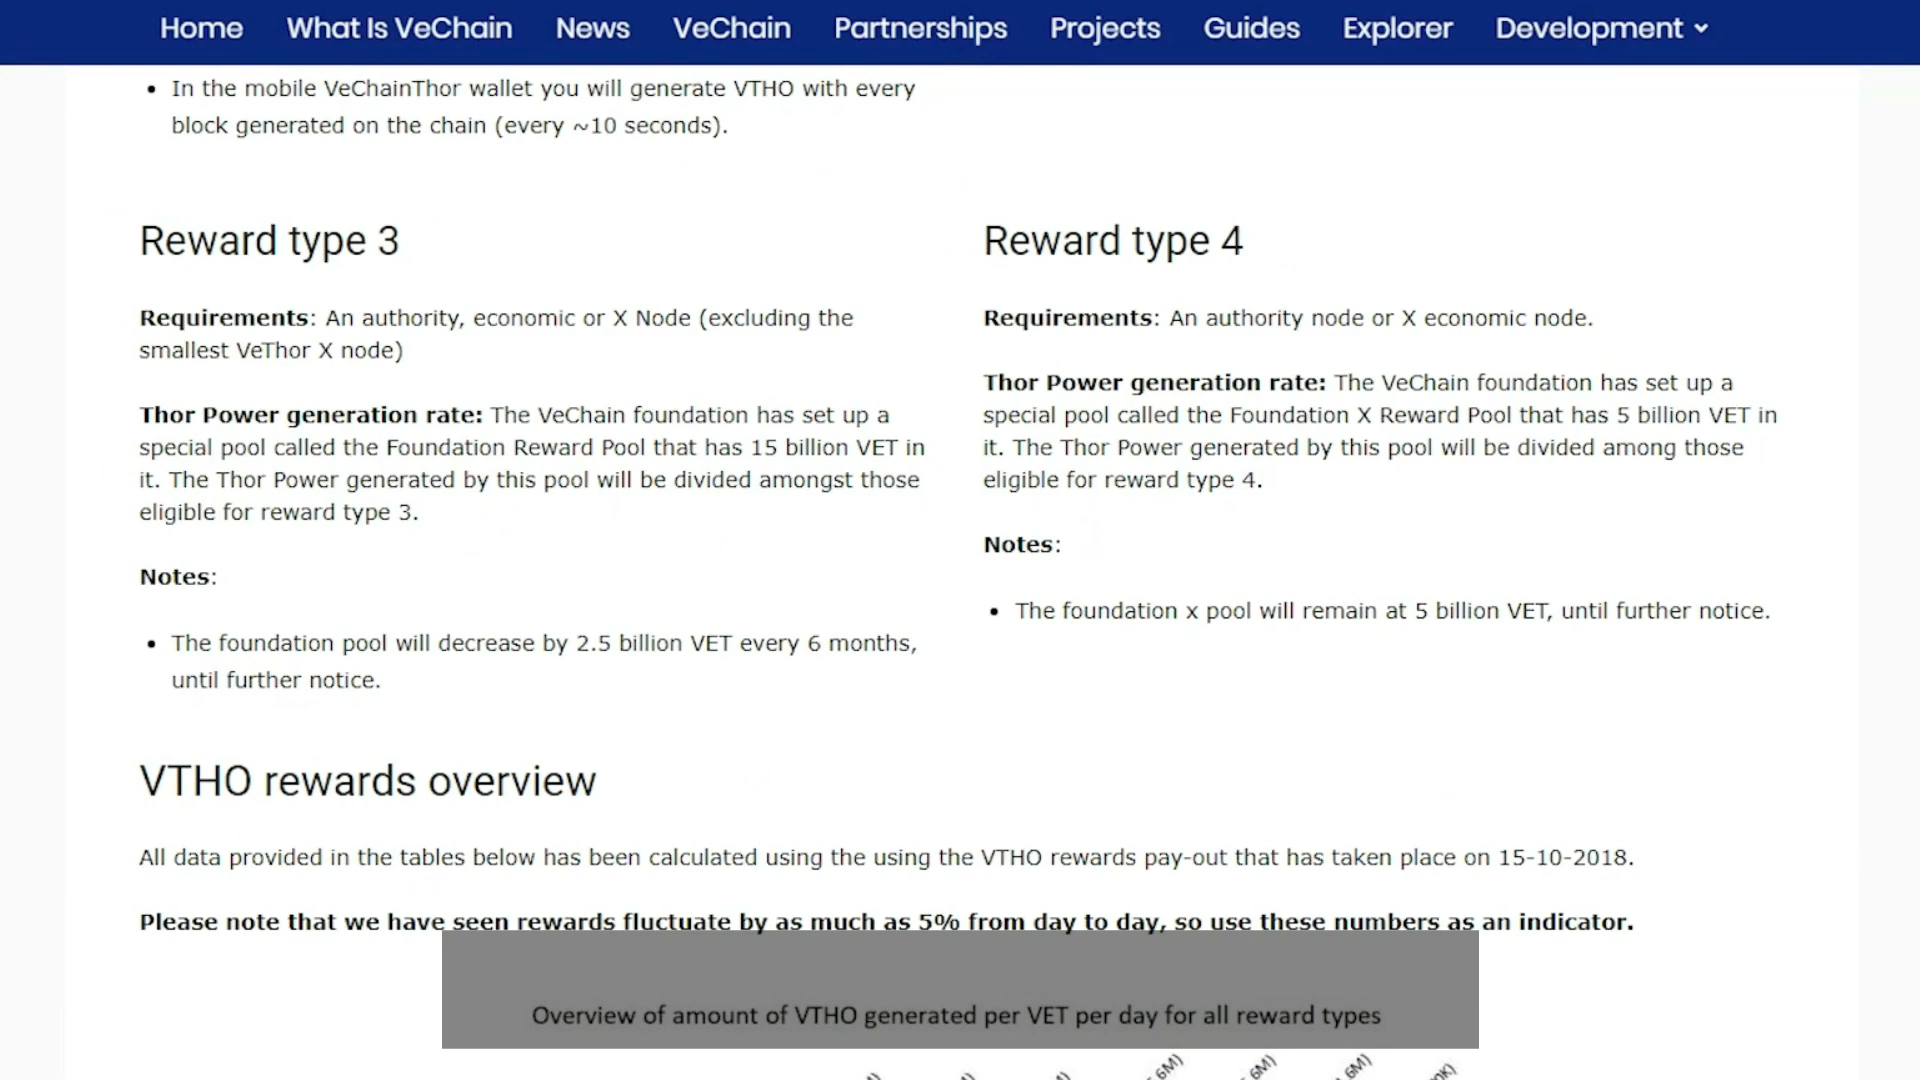 Home What Is VeChain News VeChain Partnerships Projects Guides Explorer Development
• In the mobile VeChainThor wallet you will generate VTHO with every
block generated on the chain (every ~10 seconds).
Reward type 3
Requirements: An authority, economic or X Node (excluding the
smallest VeThor X node)
Thor Power generation rate: The VeChain foundation has set up a
special pool called the Foundation Reward Pool that has 15 billion VET in
it. The Thor Power generated by this pool will be divided amongst those
eligible for reward type 3.
Notes:
• The foundation pool will decrease by 2.5 billion VET every 6 months,
until further notice.
Reward type 4
Requirements: An authority node or X economic node.
Thor Power generation rate: The VeChain foundation has set up a
special pool called the Foundation X Reward Pool that has 5 billion VET in
it. The Thor Power generated by this pool will be divided among those
eligible for reward type 4.
Notes:
• The foundation x pool will remain at 5 billion VET, until further notice.
VTHO rewards overview
All data provided in the tables below has been calculated using the using the VTHO rewards pay-out that has taken place on 15-10-2018.
Please note that we have seen rewards fluctuate by as much as 5% from day to day, so use these numbers as an indicator.
Overview of amount of VTHO generated per VET per day for all reward types